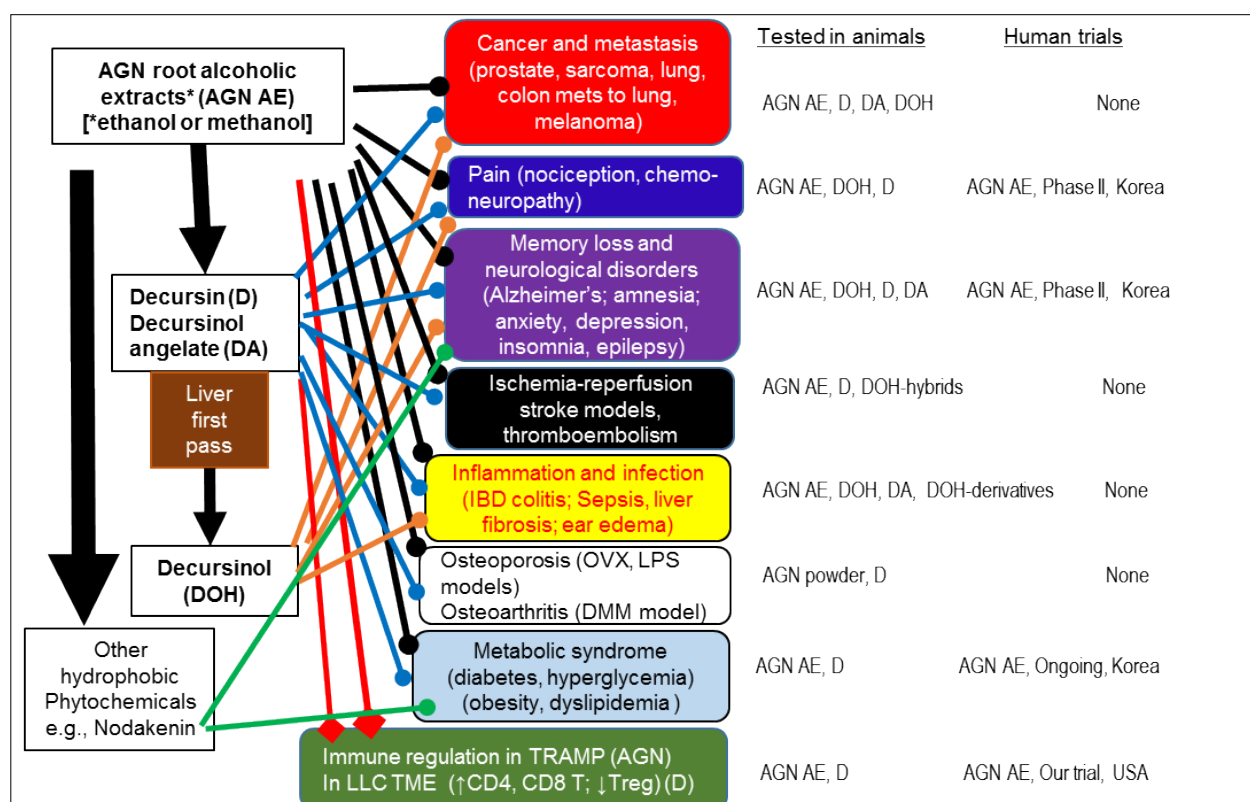 AGN root alcoholic
extracts* (AGN AE)
[*ethanol or methanol]
Decursin (D)
Decursinol
angelate (DA)
Liver
first
pass
Decursinol
(DOH)
Other
hydrophobic
Phytochemicals
e.g., Nodakenin
Cancer and metastasis
(prostate, sarcoma, lung,
colon mets to lung,
melanoma)
Pain (nociception, chemo-
neuropathy)
Memory loss and
neurological disorders
(Alzheimer's; amnesia;
anxiety, depression,
insomnia, epilepsy)
Ischemia-reperfusion
stroke models,
thromboembolism
Inflammation and infection
(IBD colitis; Sepsis, liver
fibrosis; ear edema)
Osteoporosis (OVX, LPS
models)
Osteoarthritis (DMM model)
Metabolic syndrome
(diabetes, hyperglycemia)
(obesity, dyslipidemia )
Immune regulation in TRAMP (AGN)
In LLC TME (↑CD4, CD8 T; ↓Treg) (D)
Tested in animals
Human trials
AGN AE, D, DA, DOH
None
AGN AE, DOH, D
AGN AE, Phase II, Korea
AGN AE, DOH, D, DA
AGN AE, Phase II, Korea
AGN AE, D, DOH-hybrids
None
AGN AE, DOH, DA, DOH-derivatives
None
AGN powder, D
None
AGN AE, D
AGN AE, Ongoing, Korea
AGN AE, D
AGN AE, Our trial, USA